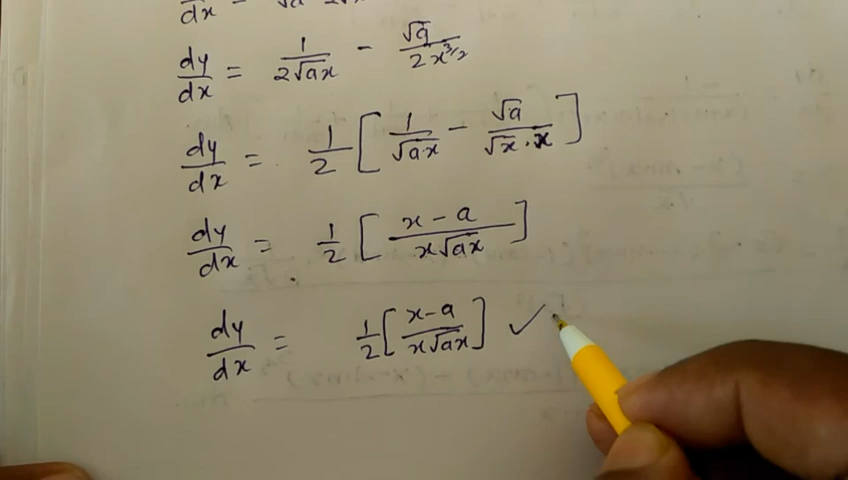 dy/dx = 1/(2√ax) - √a/(2x^3/2)
dy/dx = 1/2 [ 1/√ax - √a/(√x·x) ]
dy/dx = 1/2 [ (x-a)/(x√ax) ]
dy/dx = 1/2 [ (x-a)/(x√ax) ] ✓